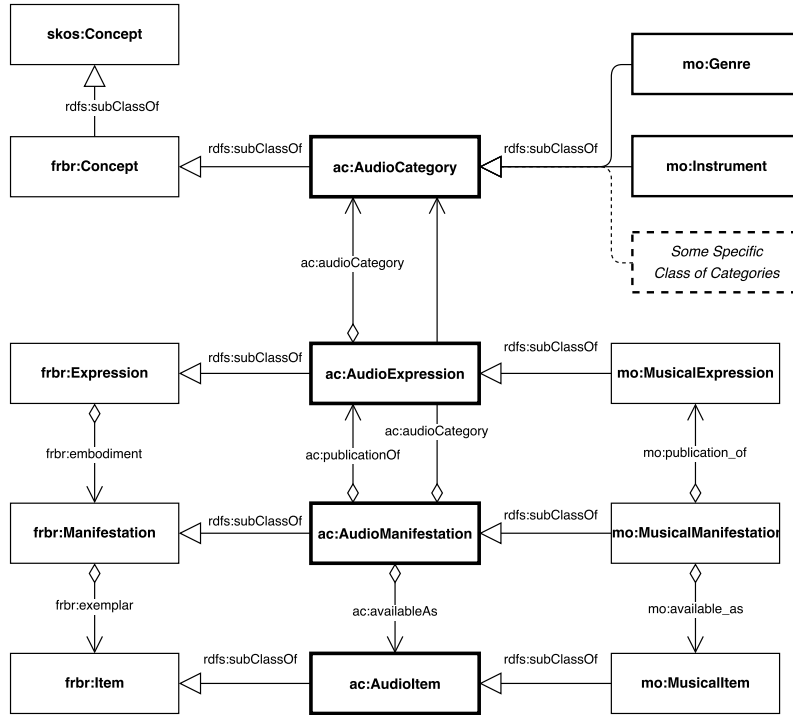 skos:Concept
mo:Genre
rdfs:subClassOf
rdfs:subClassOf
rdfs:subClassOf
frbr:Concept
ac:AudioCategory
mo:Instrument
Some Specific
Class of Categories
ac:audioCategory
rdfs:subClassOf
rdfs:subClassOf
frbr:Expression
ac:AudioExpression
mo:MusicalExpression
ac:audioCategory
frbr:embodiment
ac:publicationOf
mo:publication_of
rdfs:subClassOf
rdfs:subClassOf
frbr:Manifestation
ac:AudioManifestation
mo:MusicalManifestation
frbr:exemplar
ac:availableAs
mo:available_as
rdfs:subClassOf
rdfs:subClassOf
frbr:Item
ac:AudioItem
mo:MusicalItem